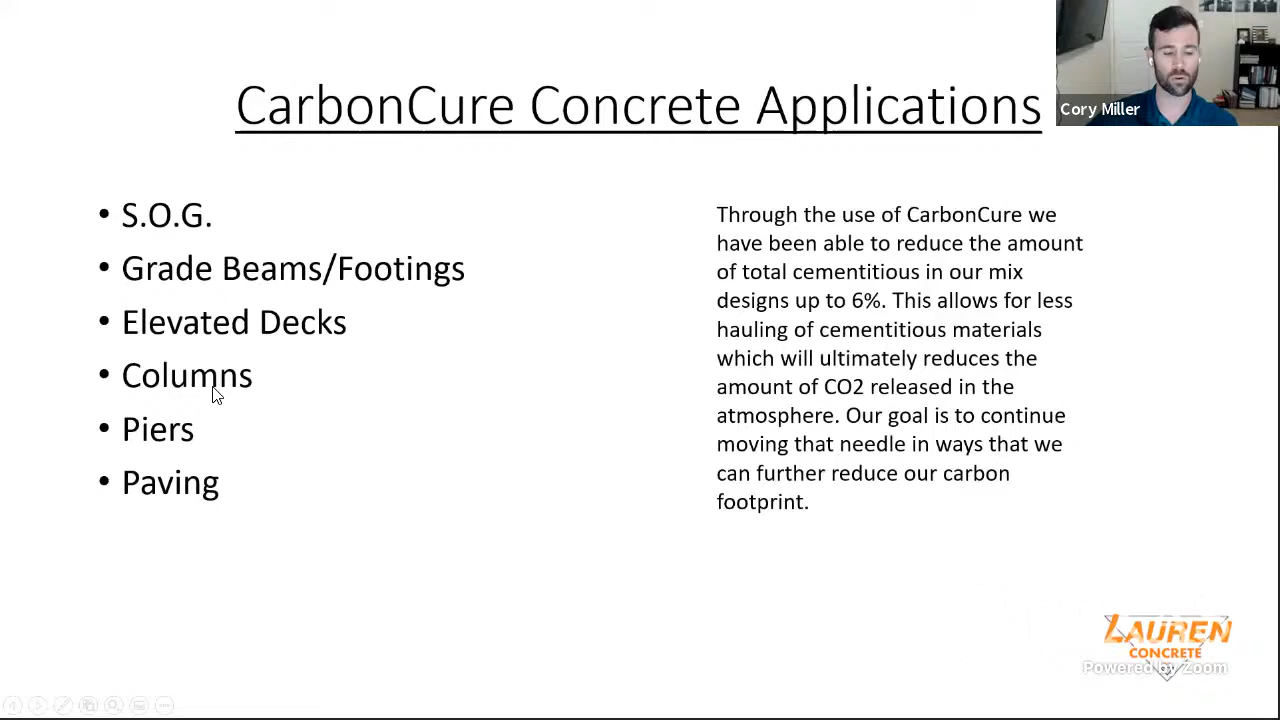 CarbonCure Concrete Applications
Cory Miller
• S.O.G.
• Grade Beams/Footings
• Elevated Decks
• Columns
• Piers
• Paving
Through the use of CarbonCure we
have been able to reduce the amount
of total cementitious in our mix
designs up to 6%. This allows for less
hauling of cementitious materials
which will ultimately reduces the
amount of CO2 released in the
atmosphere. Our goal is to continue
moving that needle in ways that we
can further reduce our carbon
footprint.
LAUREN
CONCRETE
Powered by Zoom